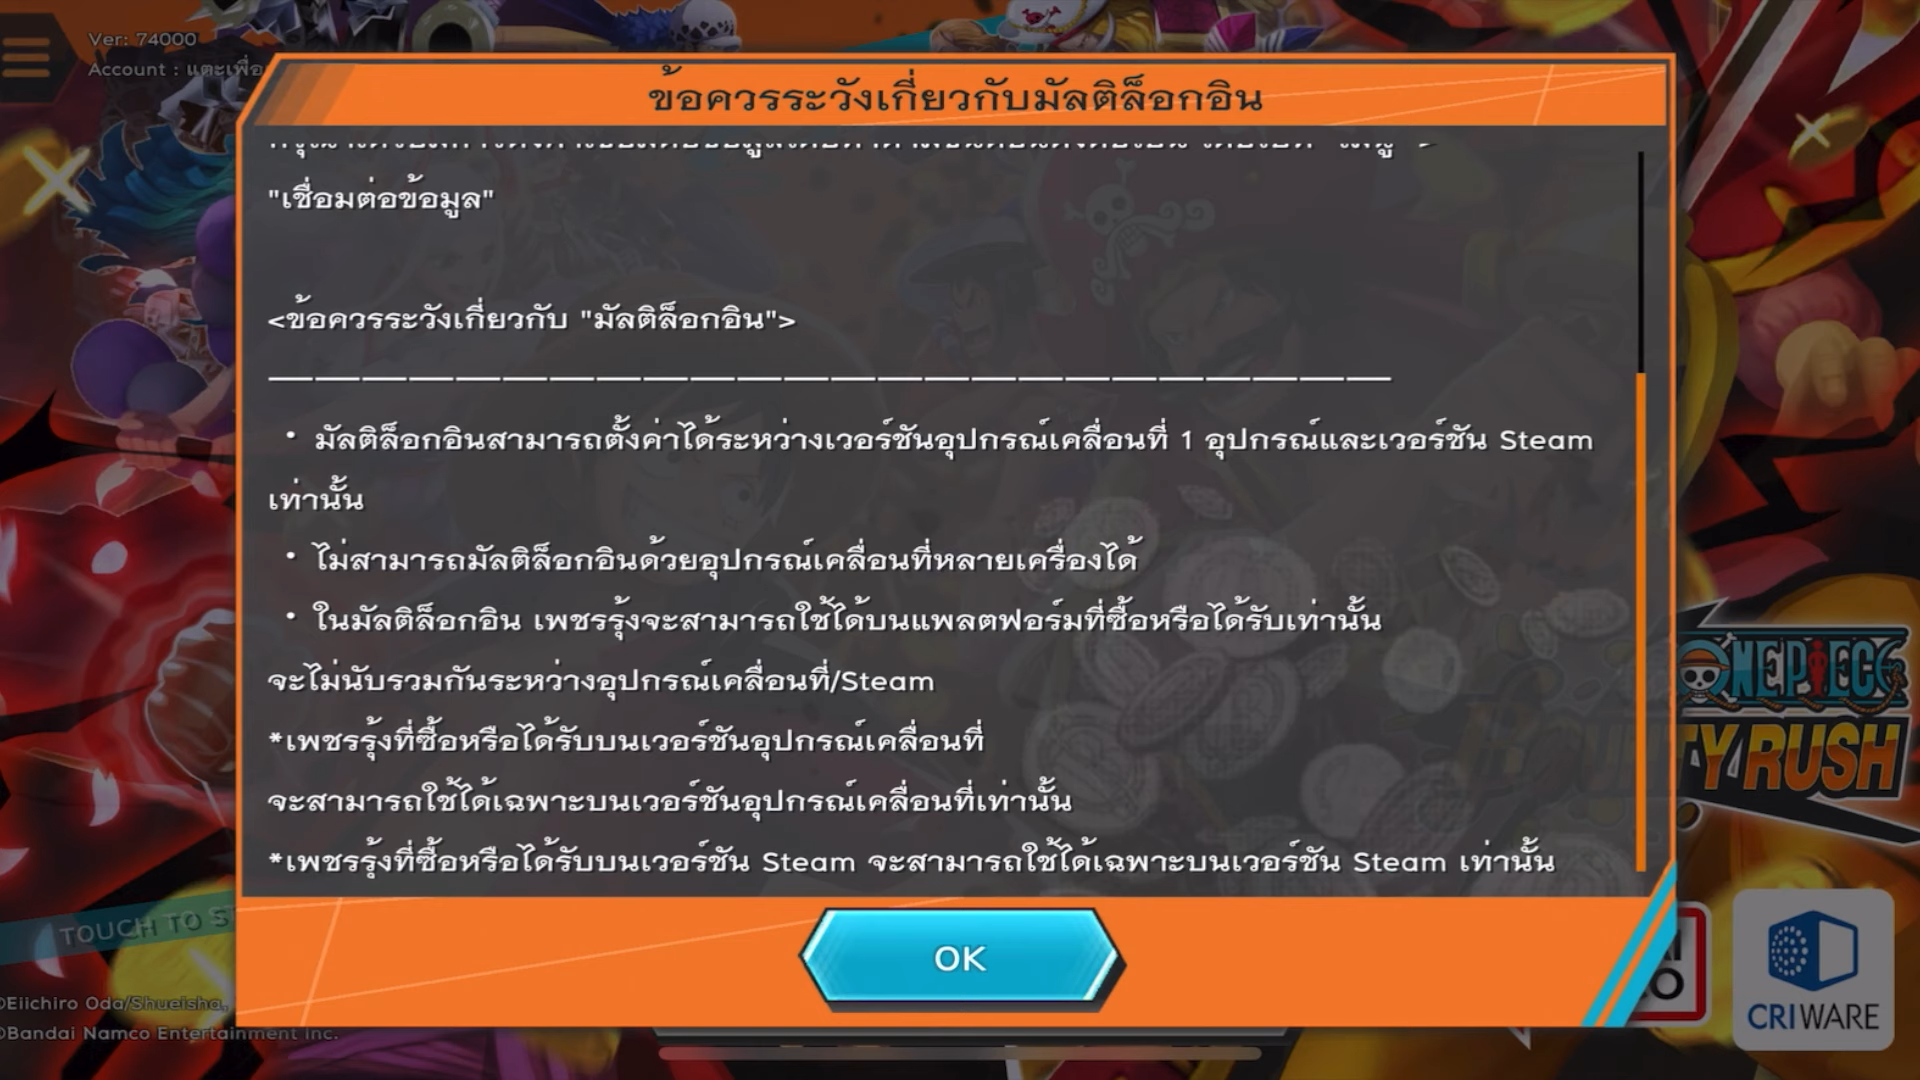 Ver: 74000
Account : แตะเพื่อ
ข้อควรระวังเกี่ยวกับมัลติล็อกอิน
"เชื่อมต่อข้อมูล"
<ข้อควรระวังเกี่ยวกับ "มัลติล็อกอิน">
————————————————————————
・มัลติล็อกอินสามารถตั้งค่าได้ระหว่างเวอร์ชันอุปกรณ์เคลื่อนที่ 1 อุปกรณ์และเวอร์ชัน Steam
เท่านั้น
・ไม่สามารถมัลติล็อกอินด้วยอุปกรณ์เคลื่อนที่หลายเครื่องได้
・ในมัลติล็อกอิน เพชรรุ้งจะสามารถใช้ได้บนแพลตฟอร์มที่ซื้อหรือได้รับเท่านั้น
จะไม่นับรวมกันระหว่างอุปกรณ์เคลื่อนที่/Steam
*เพชรรุ้งที่ซื้อหรือได้รับบนเวอร์ชันอุปกรณ์เคลื่อนที่
จะสามารถใช้ได้เฉพาะบนเวอร์ชันอุปกรณ์เคลื่อนที่เท่านั้น
*เพชรรุ้งที่ซื้อหรือได้รับบนเวอร์ชัน Steam จะสามารถใช้ได้เฉพาะบนเวอร์ชัน Steam เท่านั้น
OK
ONE PIECE
TY RUSH
TOUCH TO S
©Eiichiro Oda/Shueisha,
©Bandai Namco Entertainment Inc.
CRIWARE